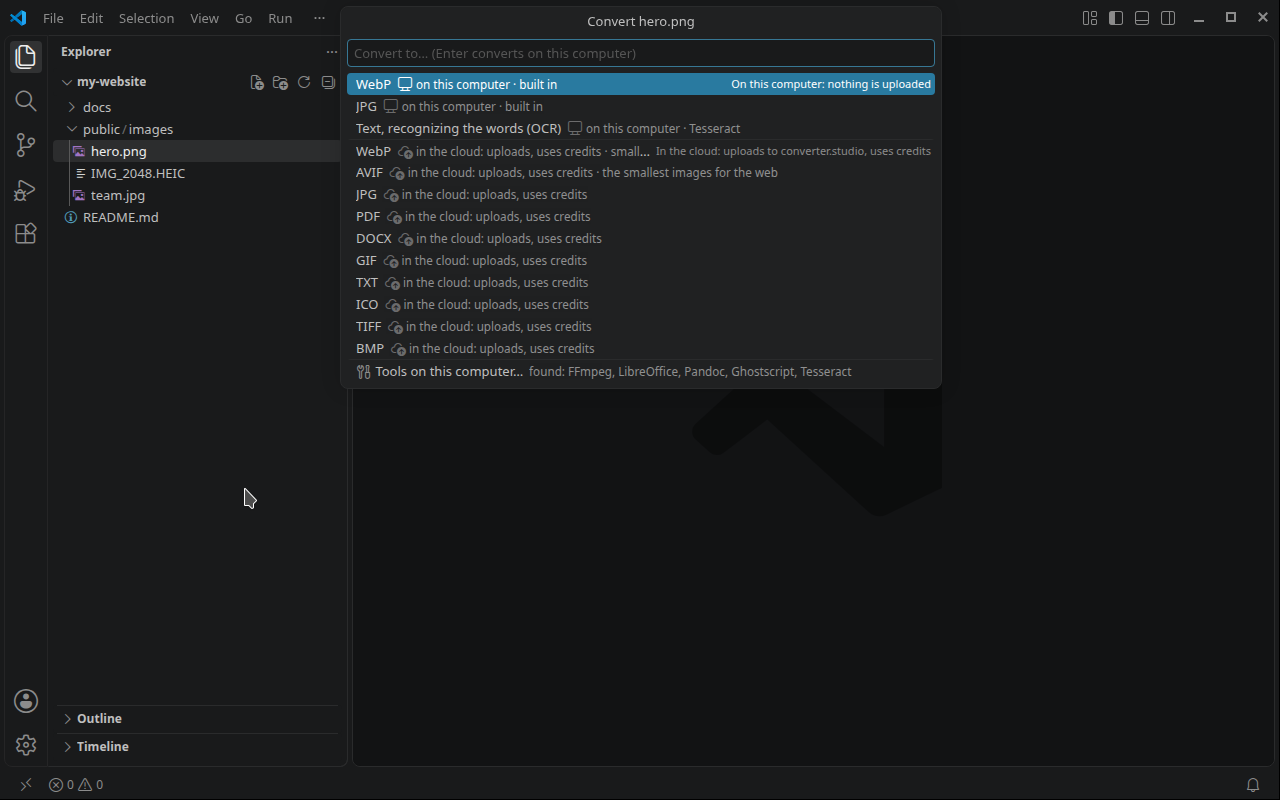 File Edit Selection View Go Run ···
Convert hero.png
Explorer ···
Convert to... (Enter converts on this computer)
my-website
WebP on this computer · built in On this computer: nothing is uploaded
docs
JPG on this computer · built in
public/images
Text, recognizing the words (OCR) on this computer · Tesseract
hero.png
WebP in the cloud: uploads, uses credits · small... In the cloud: uploads to converter.studio, uses credits
IMG_2048.HEIC
AVIF in the cloud: uploads, uses credits · the smallest images for the web
team.jpg
JPG in the cloud: uploads, uses credits
README.md
PDF in the cloud: uploads, uses credits
DOCX in the cloud: uploads, uses credits
GIF in the cloud: uploads, uses credits
TXT in the cloud: uploads, uses credits
ICO in the cloud: uploads, uses credits
TIFF in the cloud: uploads, uses credits
BMP in the cloud: uploads, uses credits
Tools on this computer... found: FFmpeg, LibreOffice, Pandoc, Ghostscript, Tesseract
Outline
Timeline
0 0